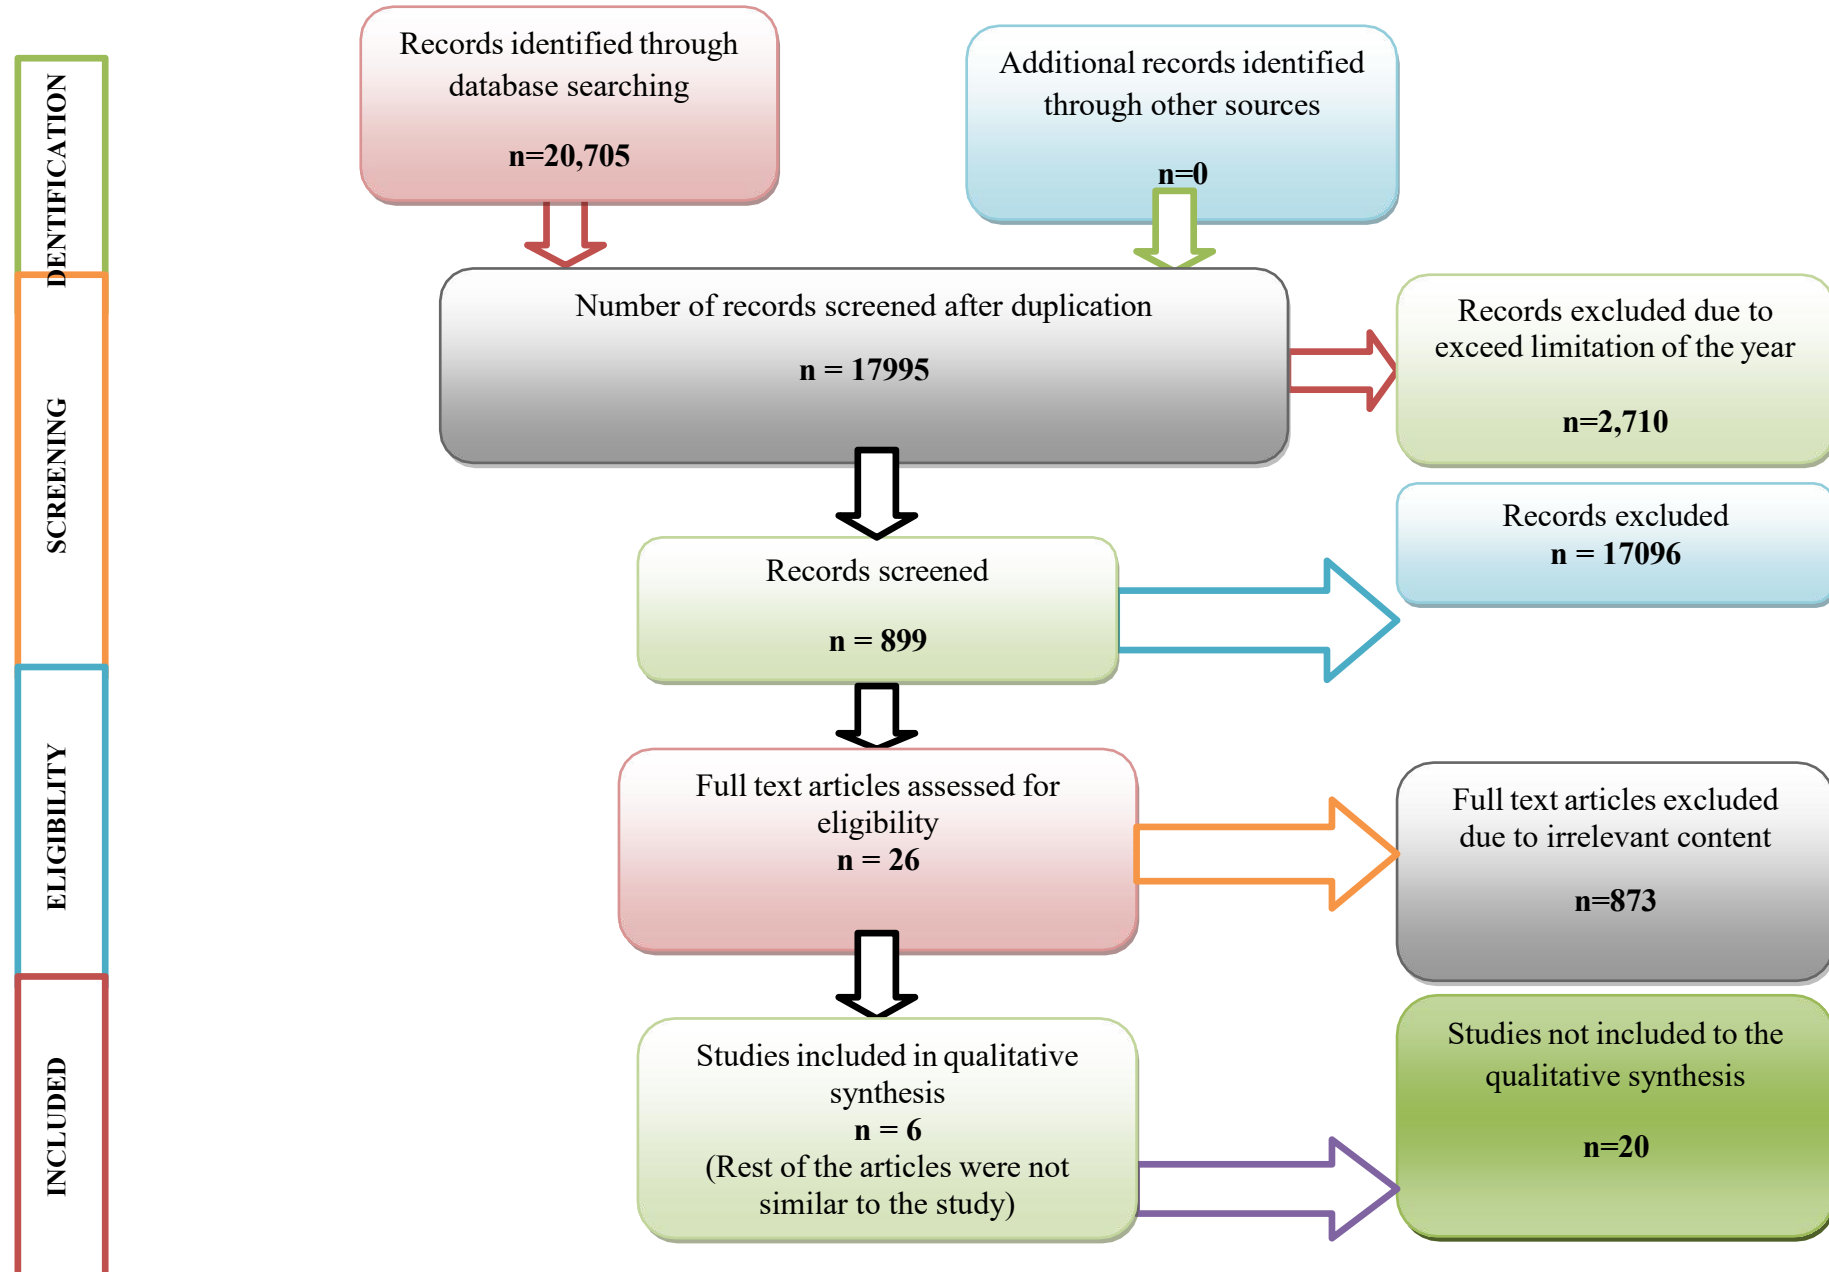 Records identified through
database searching
n=20,705
Additional records identified
through other sources
n=0
DENTIFICATION
Number of records screened after duplication
n = 17995
Records excluded due to
exceed limitation of the year
n=2,710
SCREENING
Records screened
n = 899
Records excluded
n = 17096
ELIGIBILITY
Full text articles assessed for
eligibility
n = 26
Full text articles excluded
due to irrelevant content
n=873
INCLUDED
Studies included in qualitative
synthesis
n = 6
(Rest of the articles were not
similar to the study)
Studies not included to the
qualitative synthesis
n=20